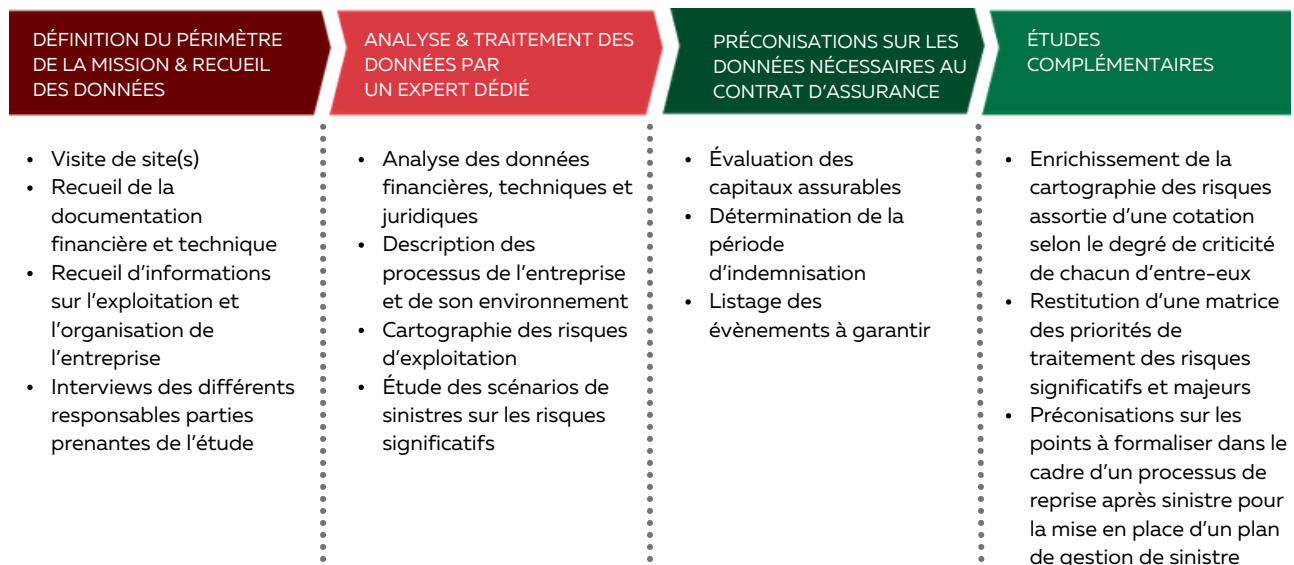 DÉFINITION DU PÉRIMÈTRE
DE LA MISSION & RECUEIL
DES DONNÉES
ANALYSE & TRAITEMENT DES
DONNÉES PAR
UN EXPERT DÉDIÉ
PRÉCONISATIONS SUR LES
DONNÉES NÉCESSAIRES AU
CONTRAT D'ASSURANCE
ÉTUDES
COMPLÉMENTAIRES
• Visite de site(s)
• Recueil de la
documentation
financière et technique
• Recueil d'informations
sur l'exploitation et
l'organisation de
l'entreprise
• Interviews des différents
responsables parties
prenantes de l'étude
• Analyse des données
financières, techniques et
juridiques
• Description des
processus de l'entreprise
et de son environnement
• Cartographie des risques
d'exploitation
• Étude des scénarios de
sinistres sur les risques
significatifs
• Évaluation des
capitaux assurables
• Détermination de la
période
d'indemnisation
• Listage des
évènements à garantir
• Enrichissement de la
cartographie des risques
assortie d'une cotation
selon le degré de criticité
de chacun d'entre-eux
• Restitution d'une matrice
des priorités de
traitement des risques
significatifs et majeurs
• Préconisations sur les
points à formaliser dans le
cadre d'un processus de
reprise après sinistre pour
la mise en place d'un plan
de gestion de sinistre